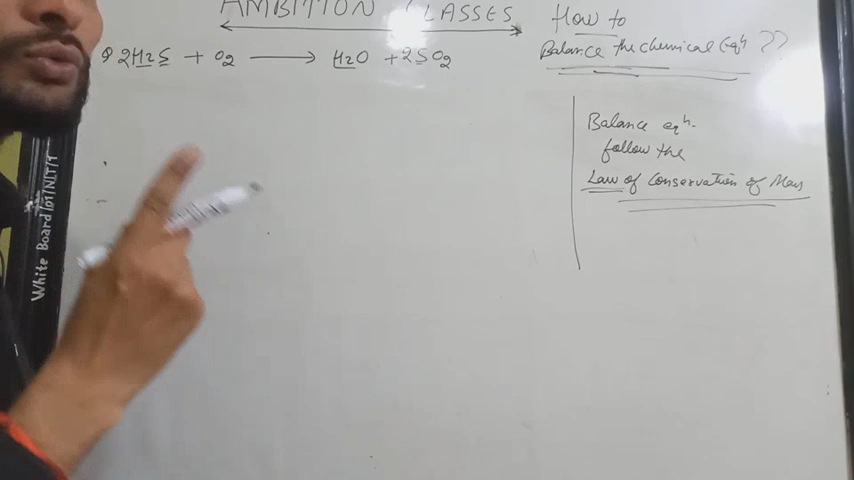 AMBITION CLASSES
How to
Balance the chemical Eqn ??
2H2S + O2 ⟶ H2O + 2SO2
Balance eqn.
follow the
Law of Conservation of Mass
White Board